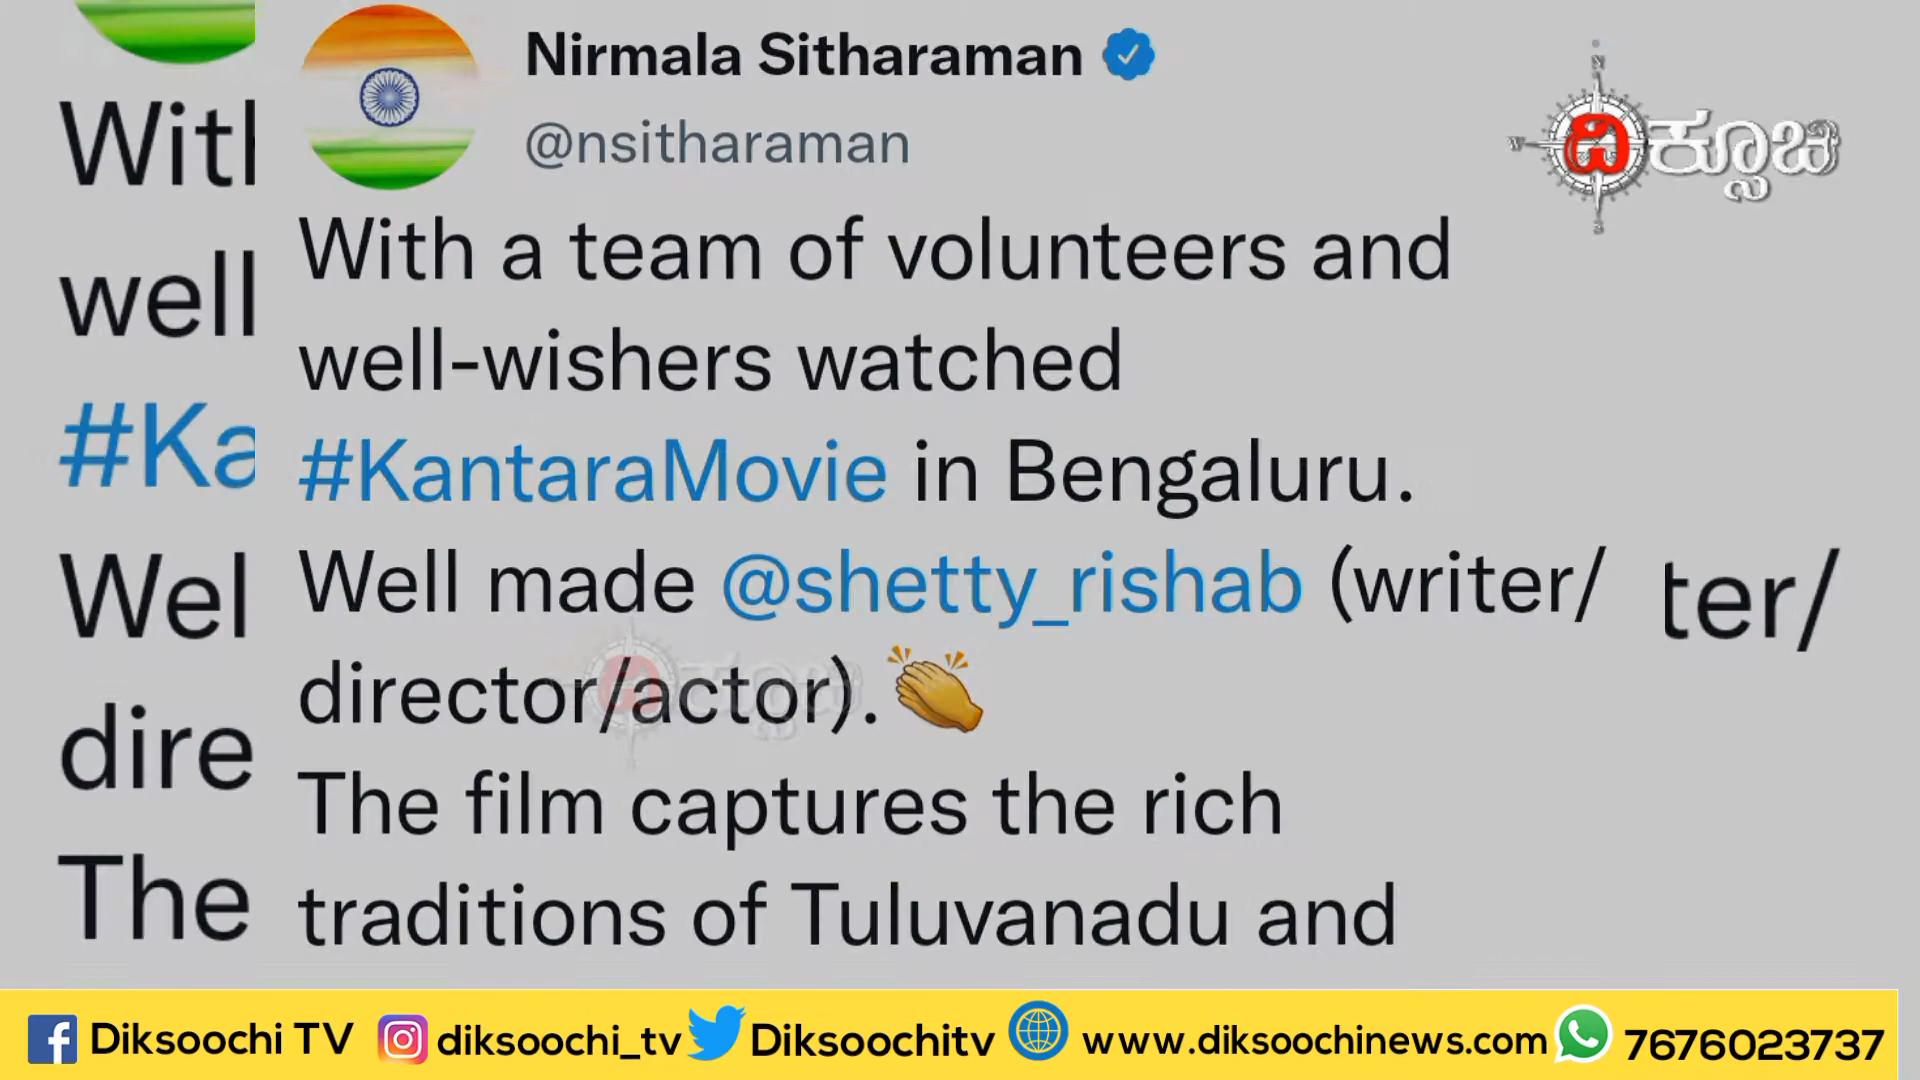 Nirmala Sitharaman
@nsitharaman
With a team of volunteers and
well-wishers watched
#KantaraMovie in Bengaluru.
Well made @shetty_rishab (writer/
director/actor). 👏
The film captures the rich
traditions of Tuluvanadu and
ದಿಕ್ಸೂಚಿ
Wel
dire
The
ter/
well
#Ka
Diksoochi TV diksoochi_tv Diksoochitv www.diksoochinews.com 7676023737